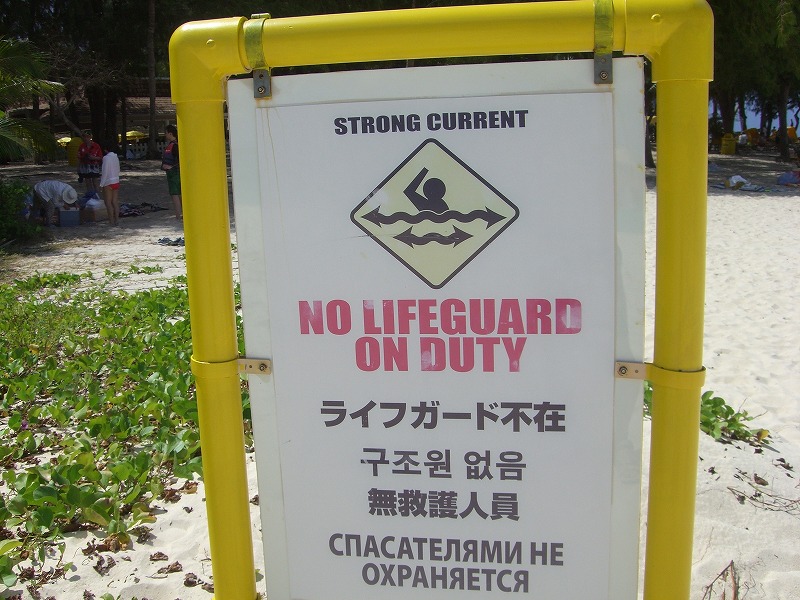 STRONG CURRENT
NO LIFEGUARD
ON DUTY
ライフガード不在
구조원 없음
無救護人員
СПАСАТЕЛЯМИ НЕ
ОХРАНЯЕТСЯ